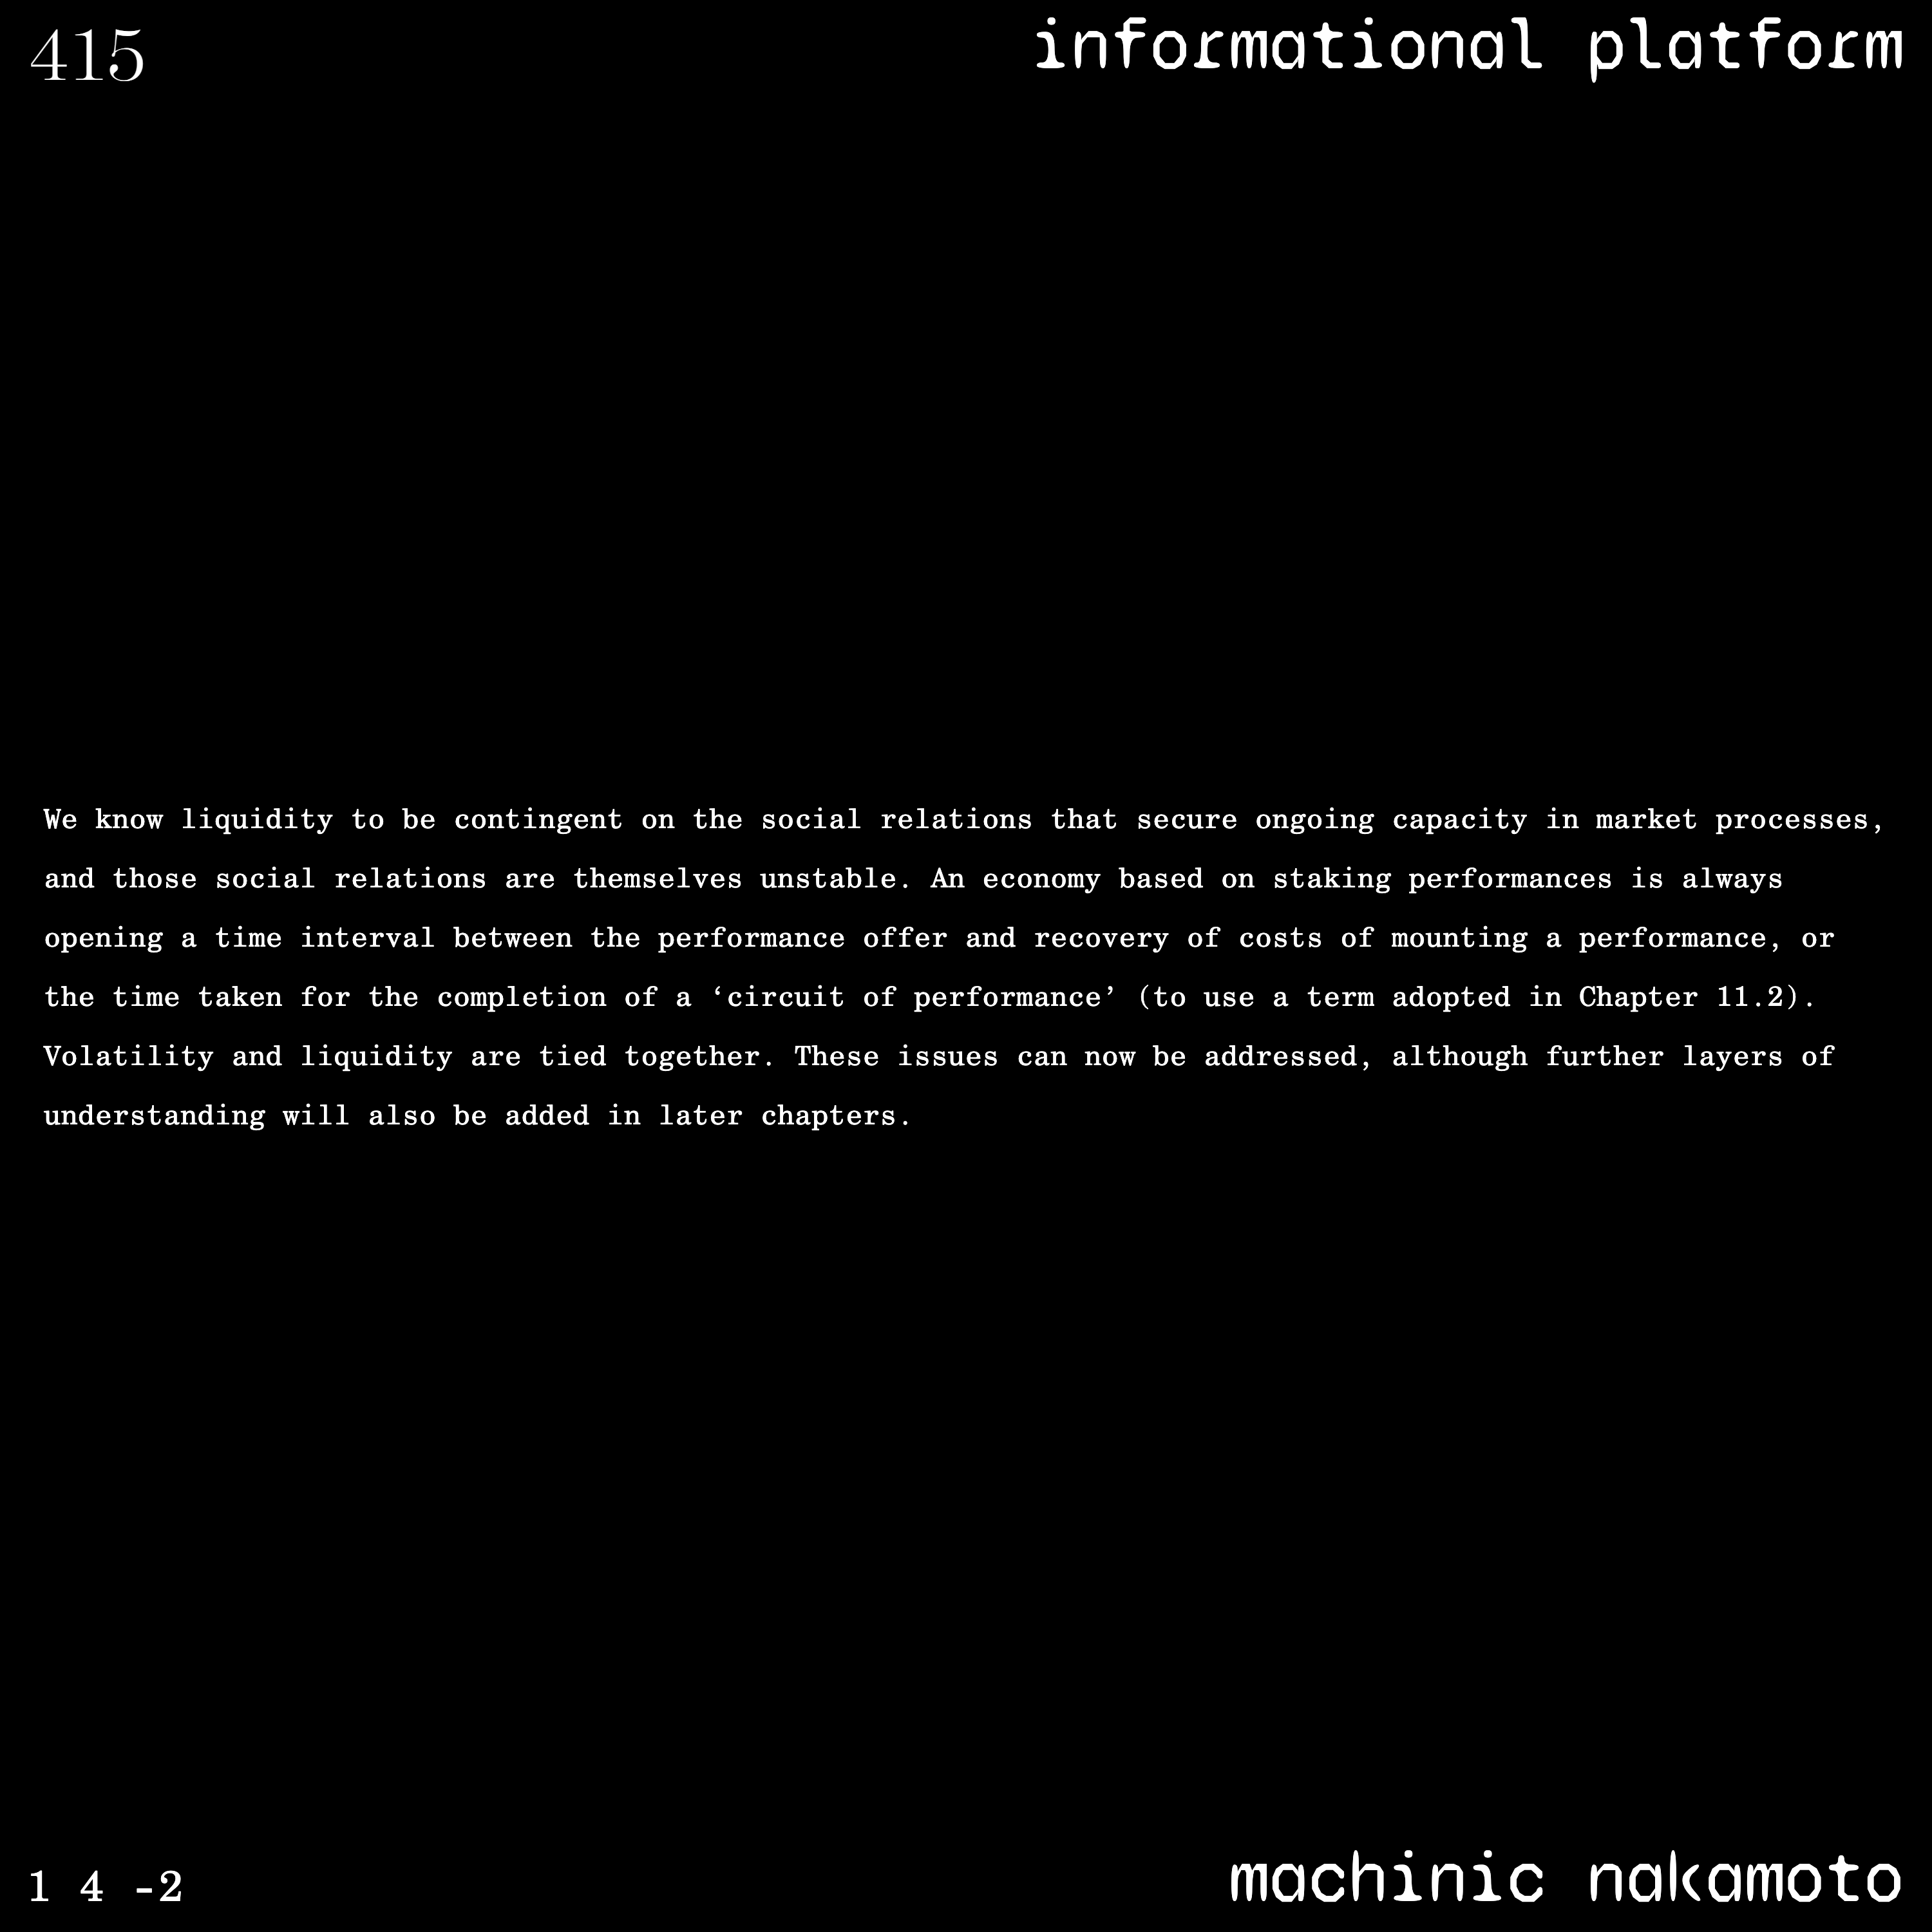 415
informational platform
We know liquidity to be contingent on the social relations that secure ongoing capacity in market processes,
and those social relations are themselves unstable. An economy based on staking performances is always
opening a time interval between the performance offer and recovery of costs of mounting a performance, or
the time taken for the completion of a ‘circuit of performance’ (to use a term adopted in Chapter 11.2).
Volatility and liquidity are tied together. These issues can now be addressed, although further layers of
understanding will also be added in later chapters.
1 4 -2
machinic nakamoto